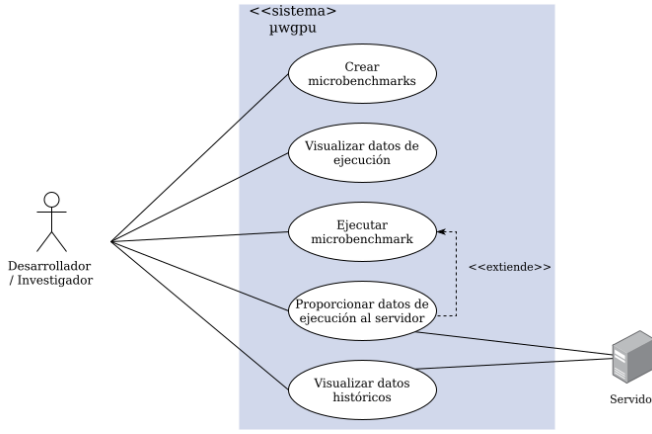 <<sistema>
μwgpu
Crear
microbenchmarks
Visualizar datos de
ejecución
Ejecutar
microbenchmark
<<extiende>>
Desarrollador
/ Investigador
Proporcionar datos de
ejecución al servidor
Visualizar datos
históricos
Servido